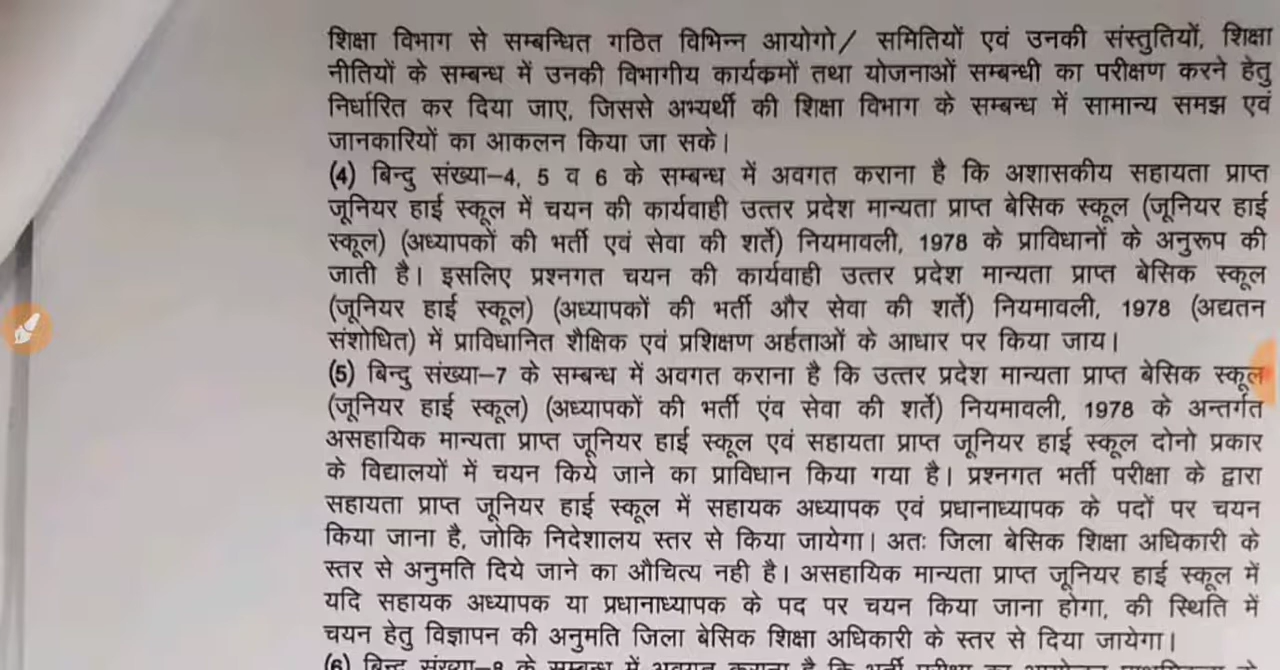 शिक्षा विभाग से सम्बन्धित गठित विभिन्न आयोगो/ समितियों एवं उनकी संस्तुतियों, शिक्षा
नीतियों के सम्बन्ध में उनकी विभागीय कार्यक्रमों तथा योजनाओं सम्बन्धी का परीक्षण करने हेतु
निर्धारित कर दिया जाए, जिससे अभ्यर्थी की शिक्षा विभाग के सम्बन्ध में सामान्य समझ एवं
जानकारियों का आकलन किया जा सके।
(4) बिन्दु संख्या–4, 5 व 6 के सम्बन्ध में अवगत कराना है कि अशासकीय सहायता प्राप्त
जूनियर हाई स्कूल में चयन की कार्यवाही उत्तर प्रदेश मान्यता प्राप्त बेसिक स्कूल (जूनियर हाई
स्कूल) (अध्यापकों की भर्ती एवं सेवा की शर्ते) नियमावली, 1978 के प्राविधानों के अनुरूप की
जाती है। इसलिए प्रश्नगत चयन की कार्यवाही उत्तर प्रदेश मान्यता प्राप्त बेसिक स्कूल
(जूनियर हाई स्कूल) (अध्यापकों की भर्ती और सेवा की शर्ते) नियमावली, 1978 (अद्यतन
संशोधित) में प्राविधानित शैक्षिक एवं प्रशिक्षण अर्हताओं के आधार पर किया जाय।
(5) बिन्दु संख्या–7 के सम्बन्ध में अवगत कराना है कि उत्तर प्रदेश मान्यता प्राप्त बेसिक स्कूल
(जूनियर हाई स्कूल) (अध्यापकों की भर्ती एंव सेवा की शर्ते) नियमावली, 1978 के अन्तर्गत
असहायिक मान्यता प्राप्त जूनियर हाई स्कूल एवं सहायता प्राप्त जूनियर हाई स्कूल दोनो प्रकार
के विद्यालयों में चयन किये जाने का प्राविधान किया गया है। प्रश्नगत भर्ती परीक्षा के द्वारा
सहायता प्राप्त जूनियर हाई स्कूल में सहायक अध्यापक एवं प्रधानाध्यापक के पदों पर चयन
किया जाना है, जोकि निदेशालय स्तर से किया जायेगा। अतः जिला बेसिक शिक्षा अधिकारी के
स्तर से अनुमति दिये जाने का औचित्य नही है। असहायिक मान्यता प्राप्त जूनियर हाई स्कूल में
यदि सहायक अध्यापक या प्रधानाध्यापक के पद पर चयन किया जाना होगा, की स्थिति में
चयन हेतु विज्ञापन की अनुमति जिला बेसिक शिक्षा अधिकारी के स्तर से दिया जायेगा।
(6) बिन्दु संख्या–8 के सम्बन्ध में अवगत कराना है कि भर्ती परीक्षा का